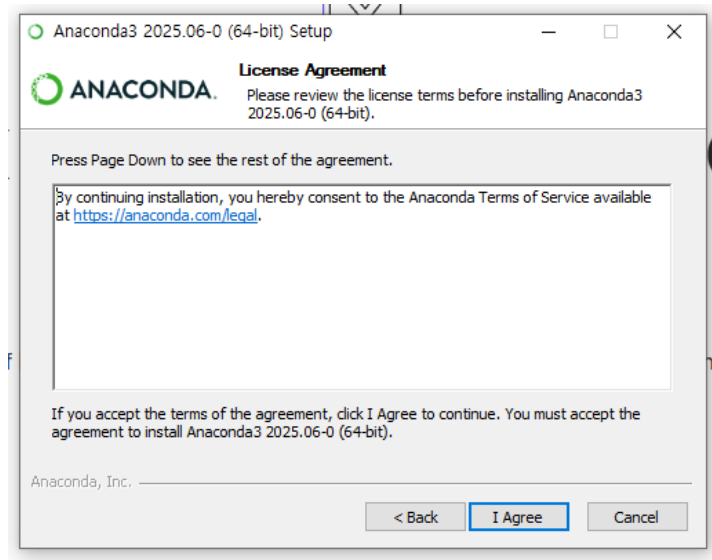 Anaconda3 2025.06-0 (64-bit) Setup
ANACONDA.
License Agreement
Please review the license terms before installing Anaconda3
2025.06-0 (64-bit).
Press Page Down to see the rest of the agreement.
By continuing installation, you hereby consent to the Anaconda Terms of Service available
at https://anaconda.com/legal.
If you accept the terms of the agreement, click I Agree to continue. You must accept the
agreement to install Anaconda3 2025.06-0 (64-bit).
Anaconda, Inc.
< Back
I Agree
Cancel